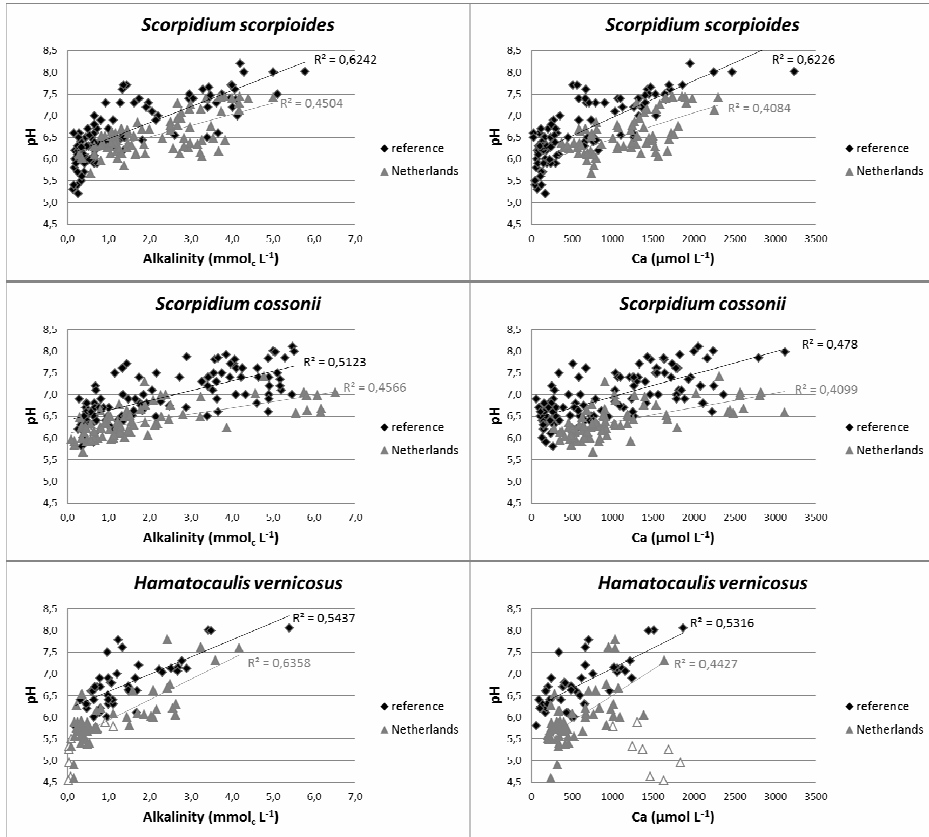 Scorpidium scorpioides
8,5
8,0
7,5
7,0
6,5
6,0
5,5
5,0
4,5
pH
R² = 0,6242
R² = 0,4504
◆ reference
▲ Netherlands
0,0 1,0 2,0 3,0 4,0 5,0 6,0 7,0
Alkalinity (mmol_c L⁻¹)
Scorpidium scorpioides
8,5
8,0
7,5
7,0
6,5
6,0
5,5
5,0
4,5
pH
R² = 0,6226
R² = 0,4084
◆ reference
▲ Netherlands
0 500 1000 1500 2000 2500 3000 3500
Ca (µmol L⁻¹)
Scorpidium cossonii
8,5
8,0
7,5
7,0
6,5
6,0
5,5
5,0
4,5
pH
R² = 0,5123
R² = 0,4566
◆ reference
▲ Netherlands
0,0 1,0 2,0 3,0 4,0 5,0 6,0 7,0
Alkalinity (mmol_c L⁻¹)
Scorpidium cossonii
8,5
8,0
7,5
7,0
6,5
6,0
5,5
5,0
4,5
pH
R² = 0,478
R² = 0,4099
◆ reference
▲ Netherlands
0 500 1000 1500 2000 2500 3000 3500
Ca (µmol L⁻¹)
Hamatocaulis vernicosus
8,5
8,0
7,5
7,0
6,5
6,0
5,5
5,0
4,5
pH
R² = 0,5437
R² = 0,6358
◆ reference
▲ Netherlands
0,0 1,0 2,0 3,0 4,0 5,0 6,0 7,0
Alkalinity (mmol_c L⁻¹)
Hamatocaulis vernicosus
8,5
8,0
7,5
7,0
6,5
6,0
5,5
5,0
4,5
pH
R² = 0,5316
R² = 0,4427
◆ reference
▲ Netherlands
0 500 1000 1500 2000 2500 3000 3500
Ca (µmol L⁻¹)